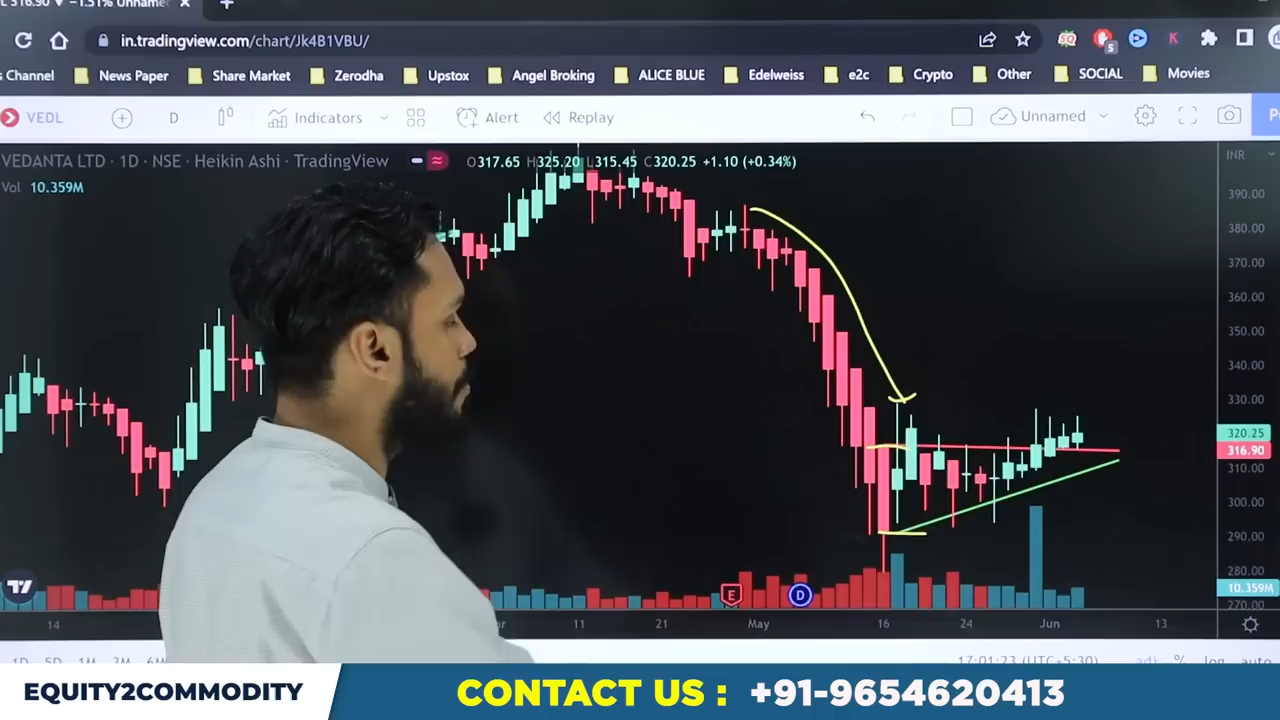 L 316.90 ▼ −1.51% Unnamed
in.tradingview.com/chart/Jk4B1VBU/
SQ 5 K
s Channel News Paper Share Market Zerodha Upstox Angel Broking ALICE BLUE Edelweiss e2c Crypto Other SOCIAL Movies
VEDL D Indicators Alert Replay Unnamed P
VEDANTA LTD · 1D · NSE · Heikin Ashi · TradingView O317.65 H325.20 L315.45 C320.25 +1.10 (+0.34%) INR
Vol 10.359M
390.00
380.00
370.00
360.00
350.00
340.00
330.00
320.25
316.90
310.00
300.00
290.00
280.00
10.359M
270.00
E D
14 pr 11 21 May 16 24 Jun 13
1D 5D 1M 3M 6M 17:01:23 (UTC+5:30) adj % log auto
EQUITY2COMMODITY
CONTACT US : +91-9654620413